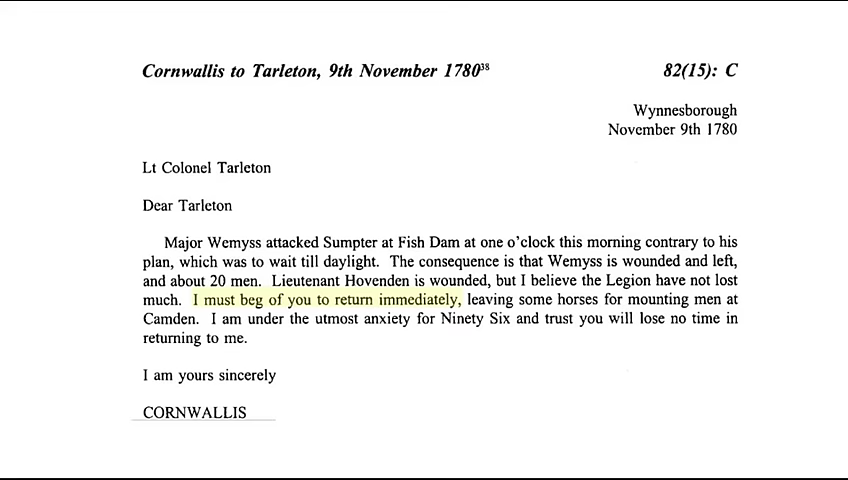 Cornwallis to Tarleton, 9th November 1780³⁸ 82(15): C
Wynnesborough
November 9th 1780
Lt Colonel Tarleton
Dear Tarleton
Major Wemyss attacked Sumpter at Fish Dam at one o'clock this morning contrary to his
plan, which was to wait till daylight. The consequence is that Wemyss is wounded and left,
and about 20 men. Lieutenant Hovenden is wounded, but I believe the Legion have not lost
much. I must beg of you to return immediately, leaving some horses for mounting men at
Camden. I am under the utmost anxiety for Ninety Six and trust you will lose no time in
returning to me.
I am yours sincerely
CORNWALLIS